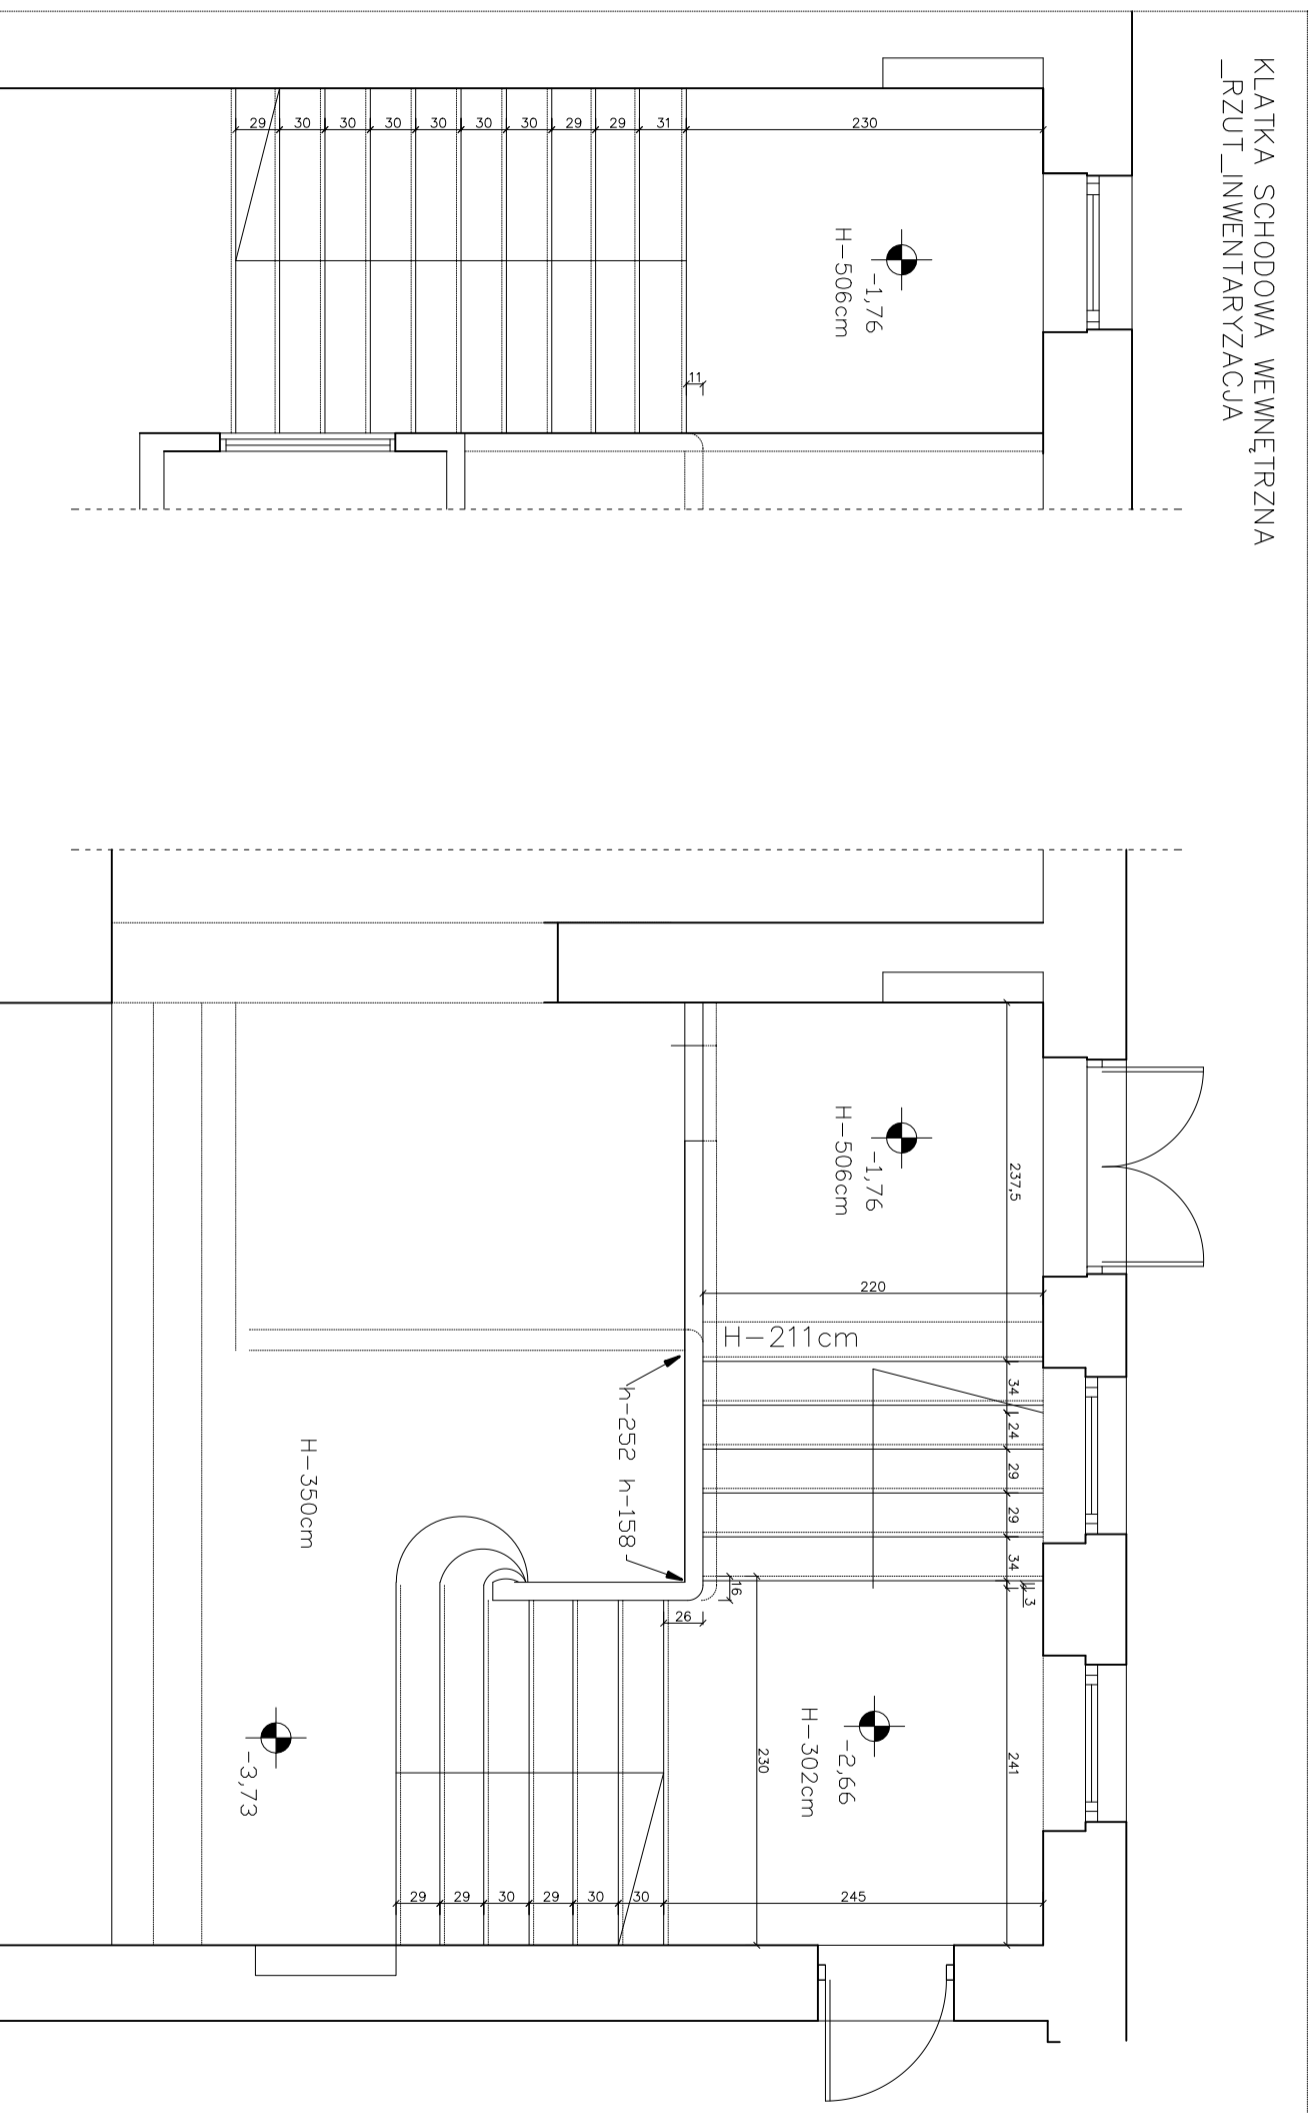 KLATKA SCHODOWA WEWNĘTRZNA
_RZUT_INWENTARYZACJA
29 30 30 30 30 30 30 29 29 31 230
-1,76
H-506cm
11
237,5
-1,76
H-506cm
220
H-211cm
34
24
29
29
34
3
16
26
h-252 h-158
H-350cm
241
-2,66
H-302cm
230
-3,73
29 29 30 29 30 30 245